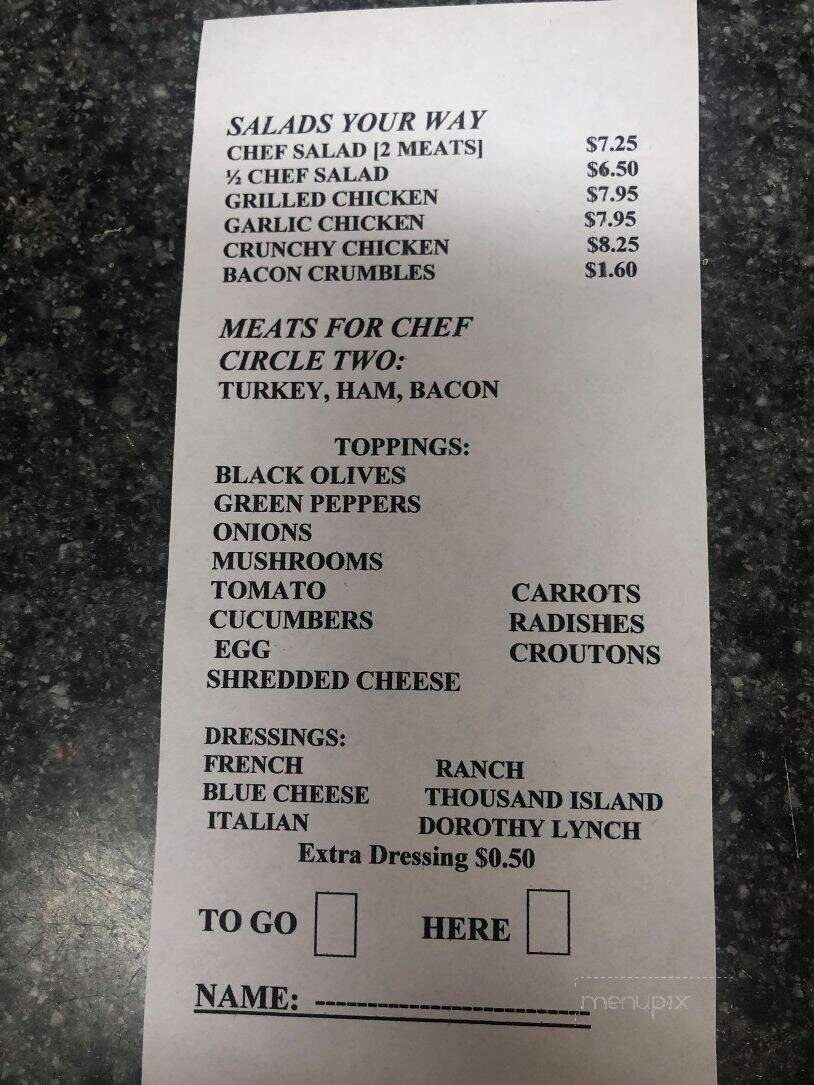 SALADS YOUR WAY
CHEF SALAD [2 MEATS] $7.25
½ CHEF SALAD $6.50
GRILLED CHICKEN $7.95
GARLIC CHICKEN $7.95
CRUNCHY CHICKEN $8.25
BACON CRUMBLES $1.60
MEATS FOR CHEF
CIRCLE TWO:
TURKEY, HAM, BACON
TOPPINGS:
BLACK OLIVES
GREEN PEPPERS
ONIONS
MUSHROOMS
TOMATO CARROTS
CUCUMBERS RADISHES
EGG CROUTONS
SHREDDED CHEESE
DRESSINGS:
FRENCH RANCH
BLUE CHEESE THOUSAND ISLAND
ITALIAN DOROTHY LYNCH
Extra Dressing $0.50
TO GO HERE
NAME: ---------------------------
menupix